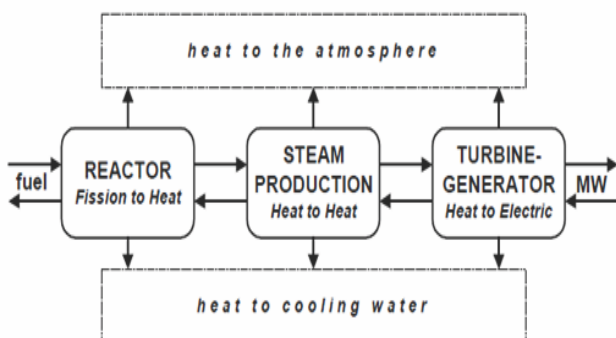 heat to the atmosphere
fuel
REACTOR
Fission to Heat
STEAM
PRODUCTION
Heat to Heat
TURBINE-
GENERATOR
Heat to Electric
MW
heat to cooling water